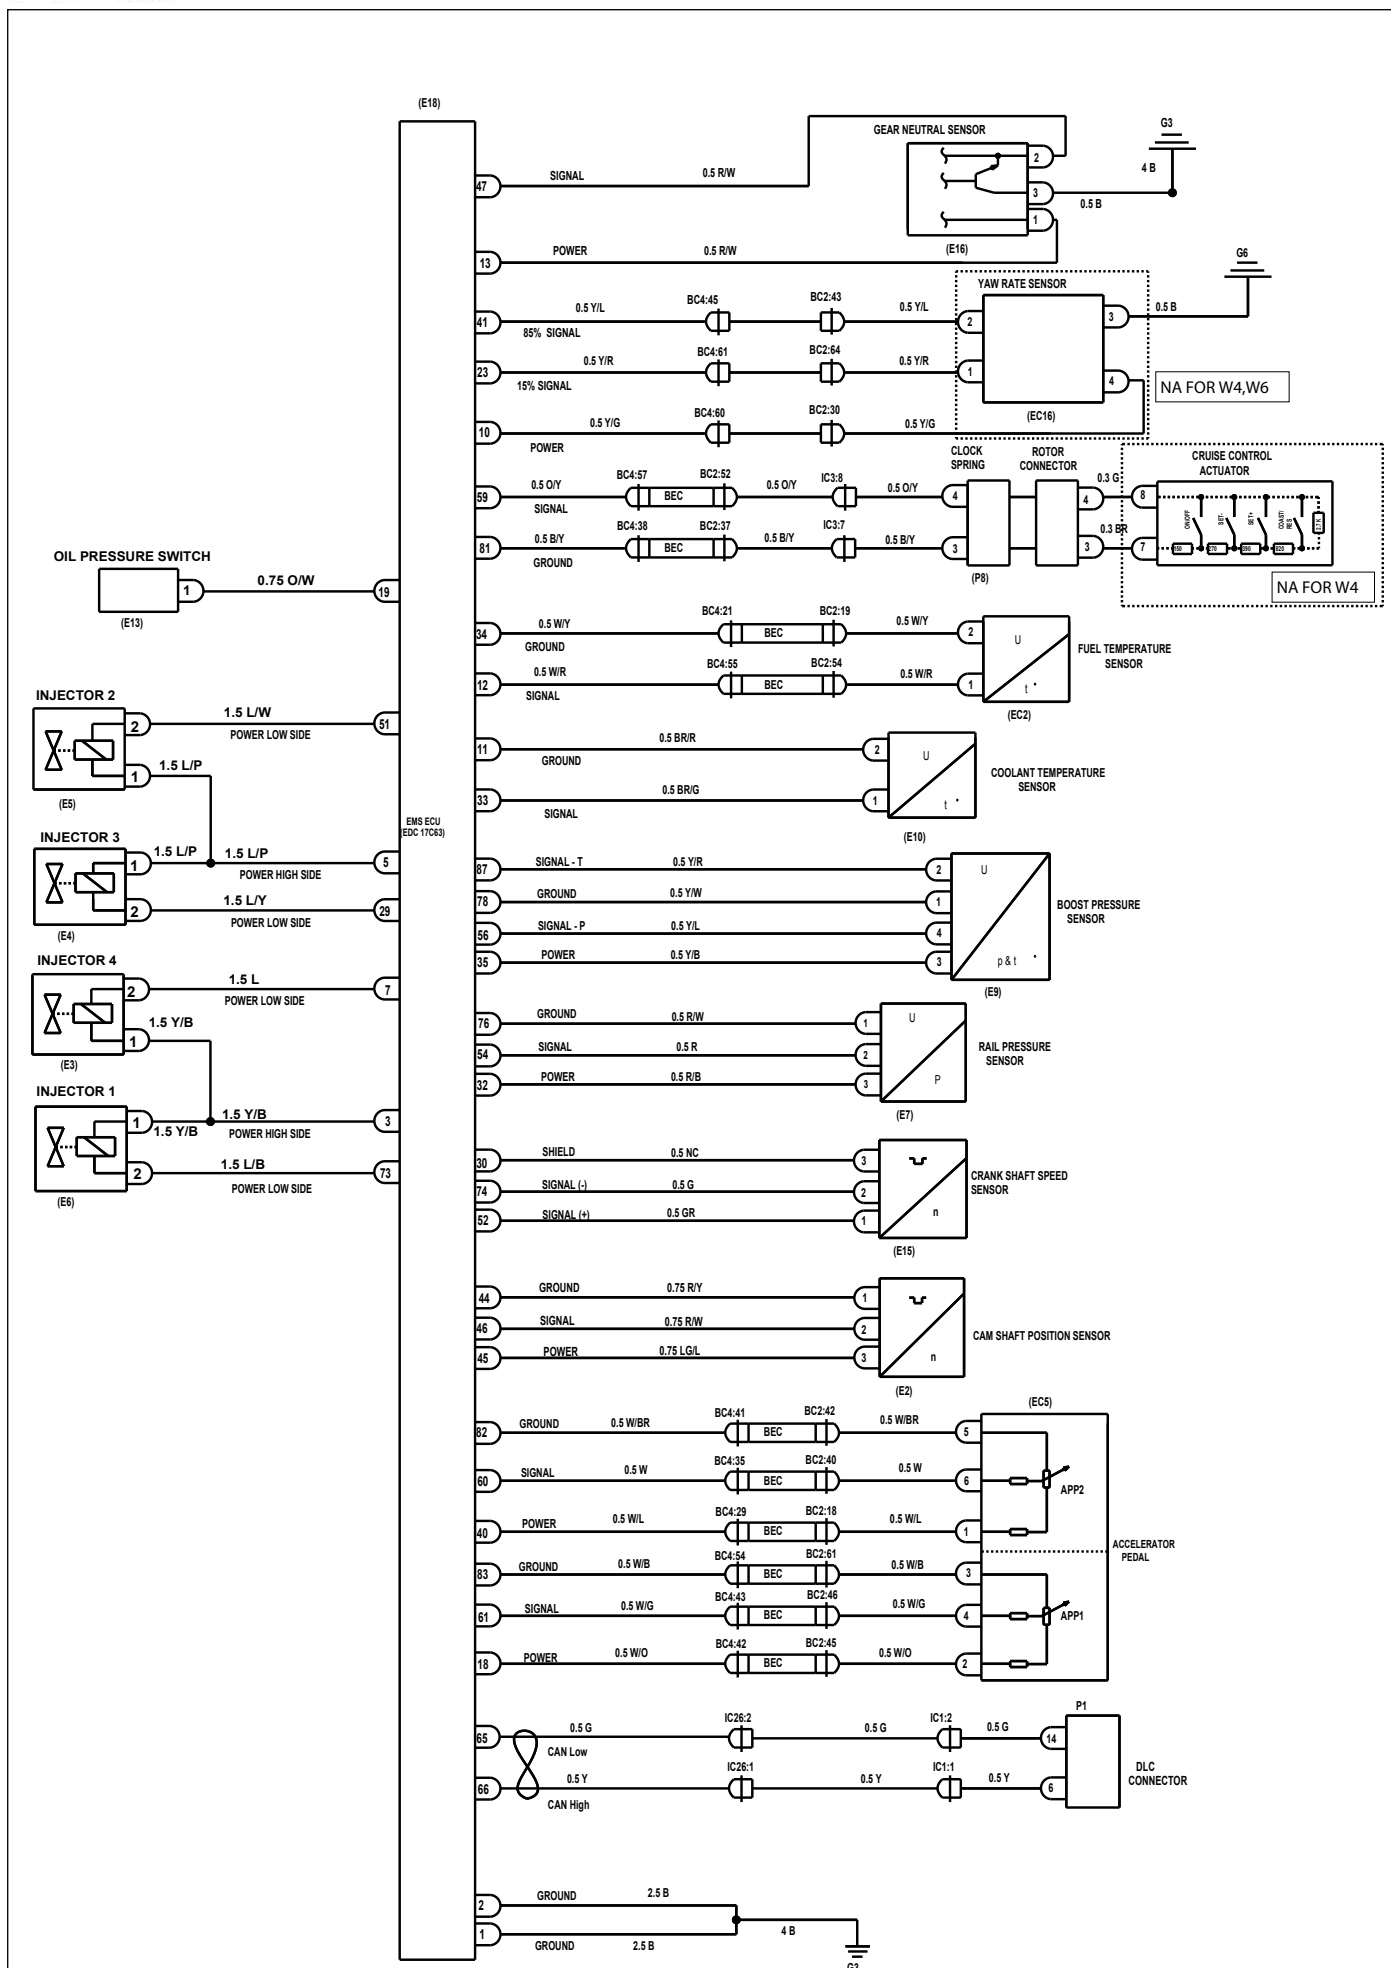 (E18)
GEAR NEUTRAL SENSOR
G3
4 B
2
47
SIGNAL
0.5 R/W
3
0.5 B
1
(E16)
13
POWER
0.5 R/W
G6
YAW RATE SENSOR
41
0.5 Y/L
85% SIGNAL
BC4:45
BC2:43
0.5 Y/L
2
3
0.5 B
23
0.5 Y/R
15% SIGNAL
BC4:61
BC2:64
0.5 Y/R
1
4
NA FOR W4,W6
(EC16)
10
0.5 Y/G
POWER
BC4:60
BC2:30
0.5 Y/G
CLOCK
SPRING
ROTOR
CONNECTOR
CRUISE CONTROL
ACTUATOR
59
0.5 O/Y
SIGNAL
BC4:57
BEC
BC2:52
0.5 O/Y
IC3:8
0.5 O/Y
4
4
0.3 G
8
ON/OFF
SET-
SET+
COAST/
RES
2.7 K
150
270
390
820
81
0.5 B/Y
GROUND
BC4:38
BEC
BC2:37
0.5 B/Y
IC3:7
0.5 B/Y
3
3
0.3 BR
7
(P8)
NA FOR W4
OIL PRESSURE SWITCH
1
0.75 O/W
19
(E13)
34
0.5 W/Y
GROUND
BC4:21
BEC
BC2:19
0.5 W/Y
2
U
t °
FUEL TEMPERATURE
SENSOR
12
0.5 W/R
SIGNAL
BC4:55
BEC
BC2:54
0.5 W/R
1
(EC2)
INJECTOR 2
2
1.5 L/W
POWER LOW SIDE
51
1
1.5 L/P
(E5)
11
0.5 BR/R
GROUND
2
U
t °
COOLANT TEMPERATURE
SENSOR
33
0.5 BR/G
SIGNAL
1
(E10)
EMS ECU
(EDC 17C63)
INJECTOR 3
1
1.5 L/P
1.5 L/P
POWER HIGH SIDE
5
2
1.5 L/Y
POWER LOW SIDE
29
(E4)
87
SIGNAL - T
0.5 Y/R
2
U
78
GROUND
0.5 Y/W
1
BOOST PRESSURE
SENSOR
56
SIGNAL - P
0.5 Y/L
4
35
POWER
0.5 Y/B
3
p & t °
(E9)
INJECTOR 4
2
1.5 L
POWER LOW SIDE
7
1
1.5 Y/B
(E3)
76
GROUND
0.5 R/W
1
U
54
SIGNAL
0.5 R
2
RAIL PRESSURE
SENSOR
32
POWER
0.5 R/B
3
P
(E7)
INJECTOR 1
1
1.5 Y/B
1.5 Y/B
POWER HIGH SIDE
3
2
1.5 L/B
POWER LOW SIDE
73
(E6)
30
SHIELD
0.5 NC
3
74
SIGNAL (-)
0.5 G
2
CRANK SHAFT SPEED
SENSOR
52
SIGNAL (+)
0.5 GR
1
n
(E15)
44
GROUND
0.75 R/Y
1
46
SIGNAL
0.75 R/W
2
CAM SHAFT POSITION SENSOR
45
POWER
0.75 LG/L
3
n
(E2)
(EC5)
82
GROUND
0.5 W/BR
BC4:41
BEC
BC2:42
0.5 W/BR
5
60
SIGNAL
0.5 W
BC4:35
BEC
BC2:40
0.5 W
6
APP2
40
POWER
0.5 W/L
BC4:29
BEC
BC2:18
0.5 W/L
1
ACCELERATOR
PEDAL
83
GROUND
0.5 W/B
BC4:54
BEC
BC2:61
0.5 W/B
3
61
SIGNAL
0.5 W/G
BC4:43
BEC
BC2:46
0.5 W/G
4
APP1
18
POWER
0.5 W/O
BC4:42
BEC
BC2:45
0.5 W/O
2
P1
65
0.5 G
CAN Low
IC26:2
0.5 G
IC1:2
0.5 G
14
DLC
CONNECTOR
66
0.5 Y
CAN High
IC26:1
0.5 Y
IC1:1
0.5 Y
6
2
GROUND
2.5 B
4 B
1
GROUND
2.5 B